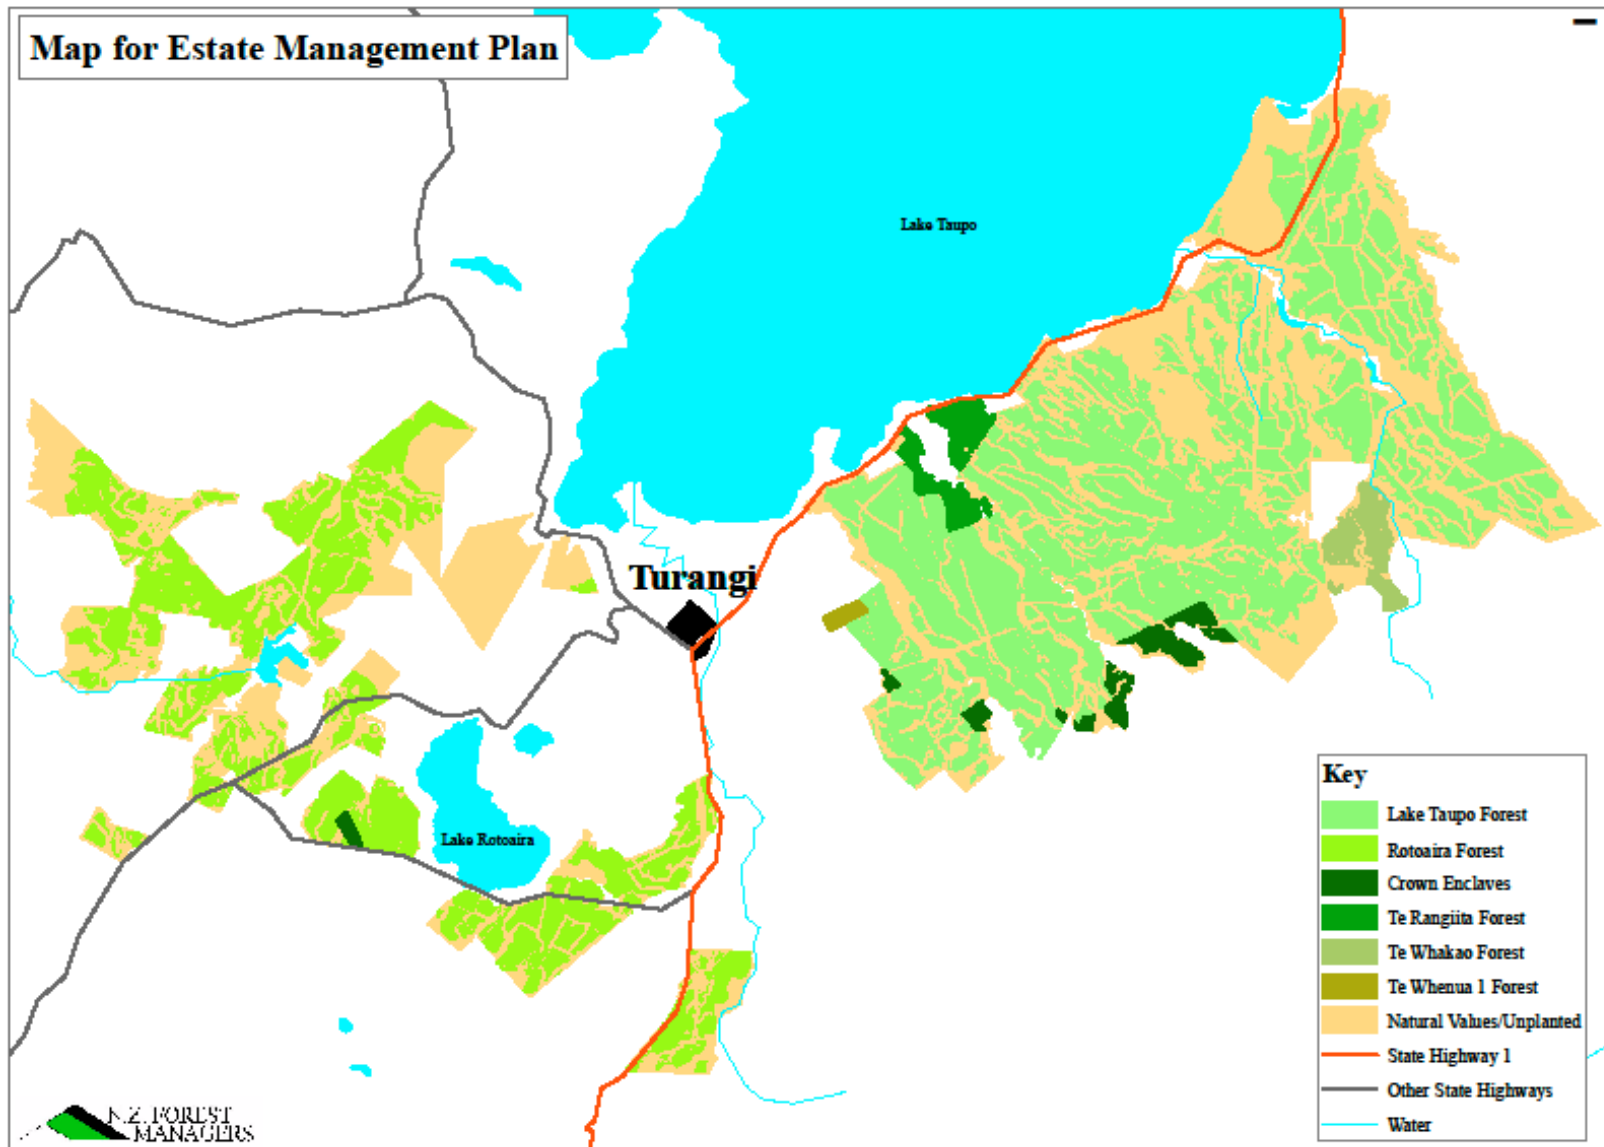 Map for Estate Management Plan
Lake Taupo
Turangi
Lake Rotoaira
Key
Lake Taupo Forest
Rotoaira Forest
Crown Enclaves
Te Rangiita Forest
Te Whakao Forest
Te Whenua 1 Forest
Natural Values/Unplanted
State Highway 1
Other State Highways
Water
N.Z. FOREST
MANAGERS